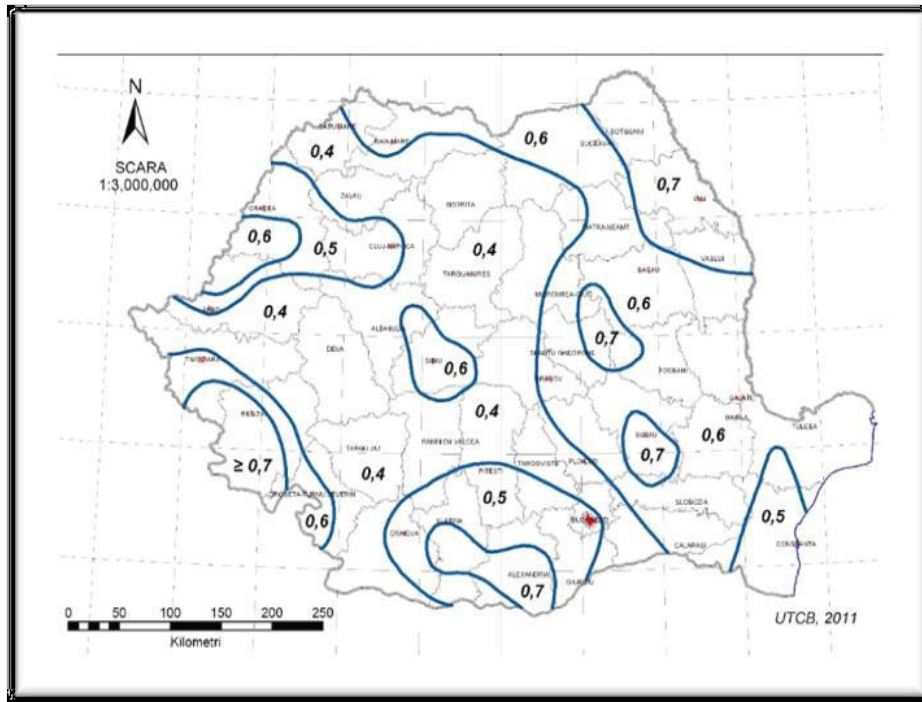 N
SCARA
1:3,000,000
0,6
0,4
SATU MARE
BAIA MARE
SUCEAVA
BOTOSANI
0,7
IASI
ZALAU
BISTRITA
ORADEA
0,6
0,5
CLUJ-NAPOCA
0,4
TARGU MURES
PIATRA NEAMT
VASLUI
BACAU
ARAD
0,4
MIERCUREA-CIUC
0,6
ALBA IULIA
0,7
DEVA
SIBIU
0,6
SFANTU GHEORGHE
TIMISOARA
BRASOV
FOCSANI
RESITA
0,4
GALATI
BRAILA
TULCEA
TARGU JIU
RAMNICU VALCEA
BUZAU
0,6
≥ 0,7
0,4
PITESTI
TARGOVISTE
PLOIESTI
0,7
DROBETA-TURNU SEVERIN
0,5
SLOBOZIA
0,6
SLATINA
BUCURESTI
0,5
CRAIOVA
CALARASI
CONSTANTA
ALEXANDRIA
0,7
GIURGIU
0 50 100 150 200 250
Kilometri
UTCB, 2011